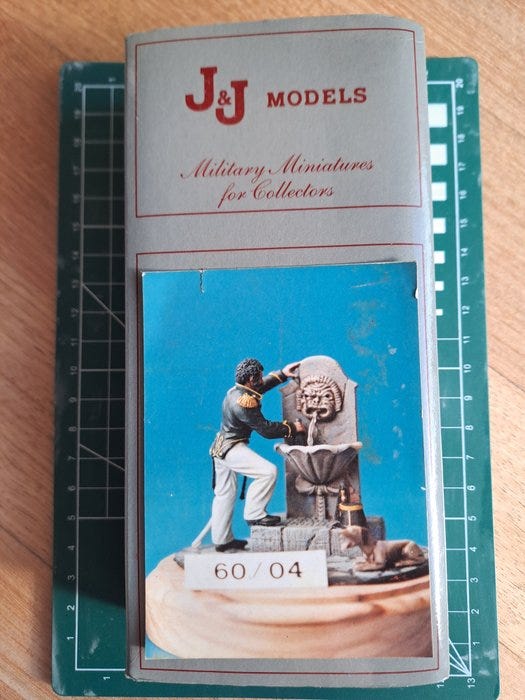 J&J MODELS
Military Miniatures
for Collectors
60/04